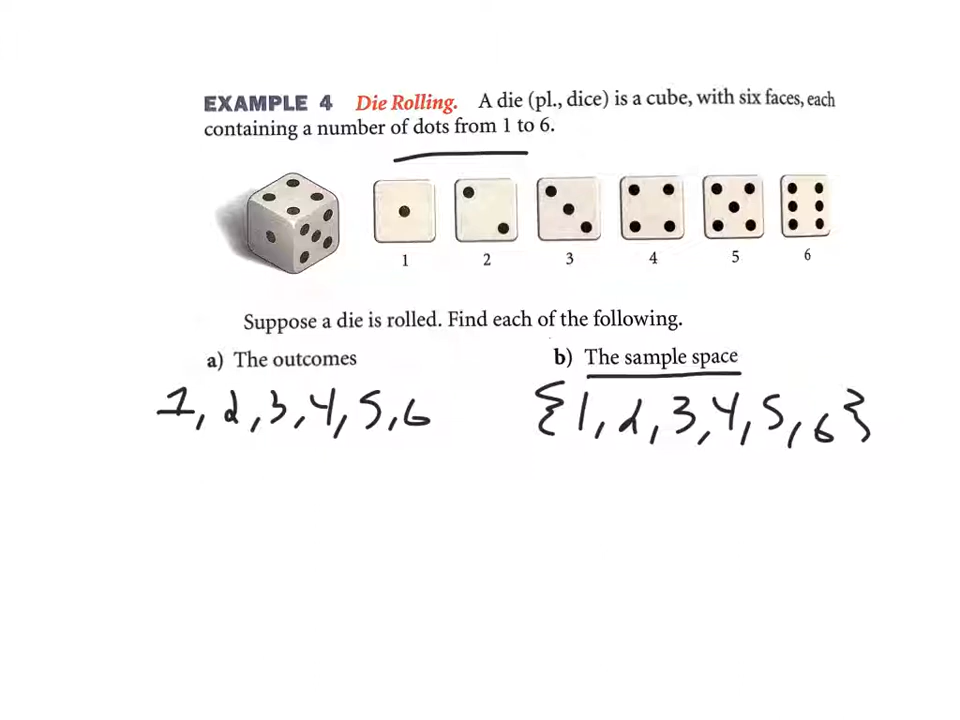 EXAMPLE 4 Die Rolling. A die (pl., dice) is a cube, with six faces, each
containing a number of dots from 1 to 6.
1 2 3 4 5 6
Suppose a die is rolled. Find each of the following.
a) The outcomes b) The sample space
1, 2, 3, 4, 5, 6 {1, 2, 3, 4, 5, 6}